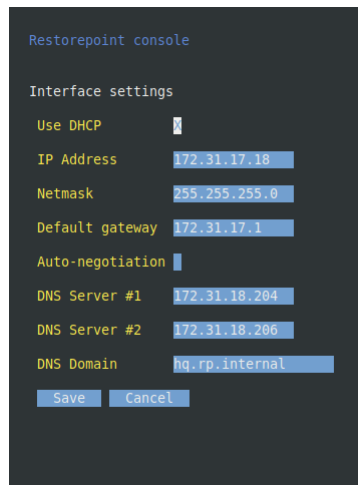 Restorepoint console
Interface settings
Use DHCP X
IP Address 172.31.17.18
Netmask 255.255.255.0
Default gateway 172.31.17.1
Auto-negotiation
DNS Server #1 172.31.18.204
DNS Server #2 172.31.18.206
DNS Domain hq.rp.internal
Save Cancel